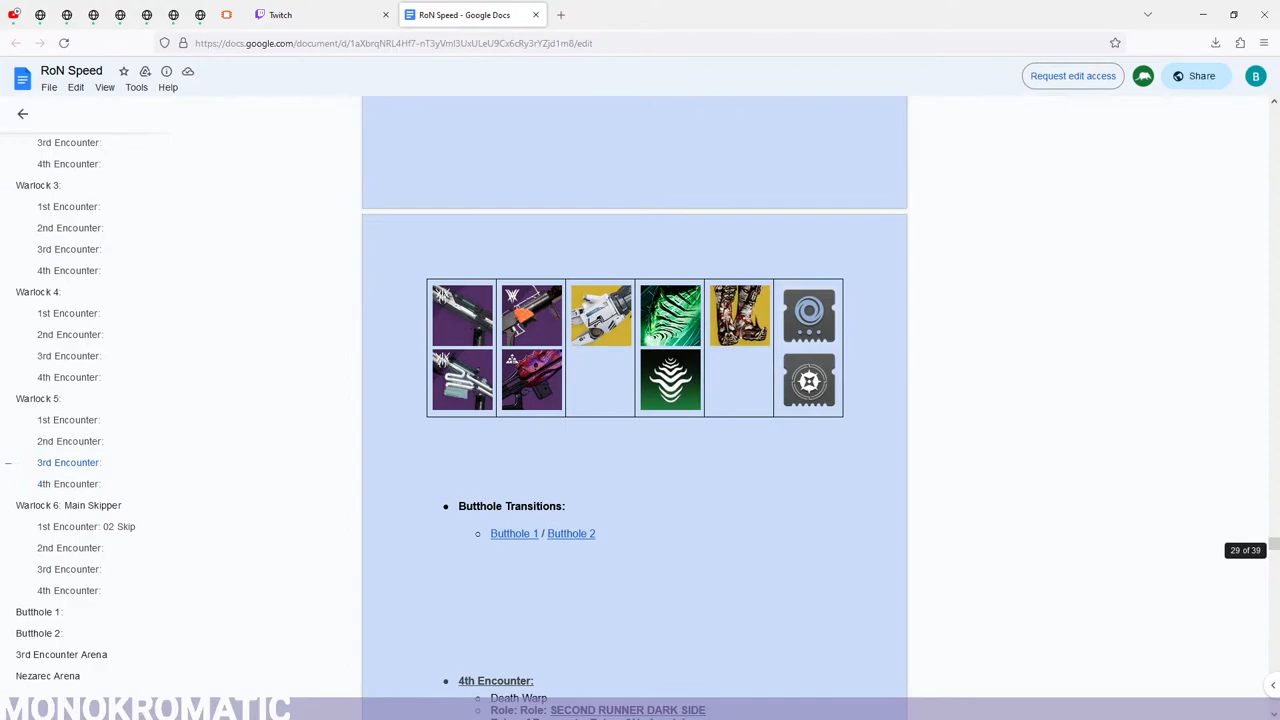 Twitch
RoN Speed - Google Docs
https://docs.google.com/document/d/1aXbrqNRL4Hf7-nT3yVmI3UxULeU9Cx6cRy3rYZjd1m8/edit
RoN Speed
File Edit View Tools Help
Request edit access
Share
B
3rd Encounter:
4th Encounter:
Warlock 3:
1st Encounter:
2nd Encounter:
3rd Encounter:
4th Encounter:
Warlock 4:
1st Encounter:
2nd Encounter:
3rd Encounter:
4th Encounter:
Warlock 5:
1st Encounter:
2nd Encounter:
3rd Encounter:
4th Encounter:
Warlock 6: Main Skipper
1st Encounter: 02 Skip
2nd Encounter:
3rd Encounter:
4th Encounter:
Butthole 1:
Butthole 2:
3rd Encounter Arena
Nezarec Arena
Butthole Transitions:
Butthole 1 / Butthole 2
29 of 39
4th Encounter:
Death Warp
Role: Role: SECOND RUNNER DARK SIDE
MONOKROMATIC